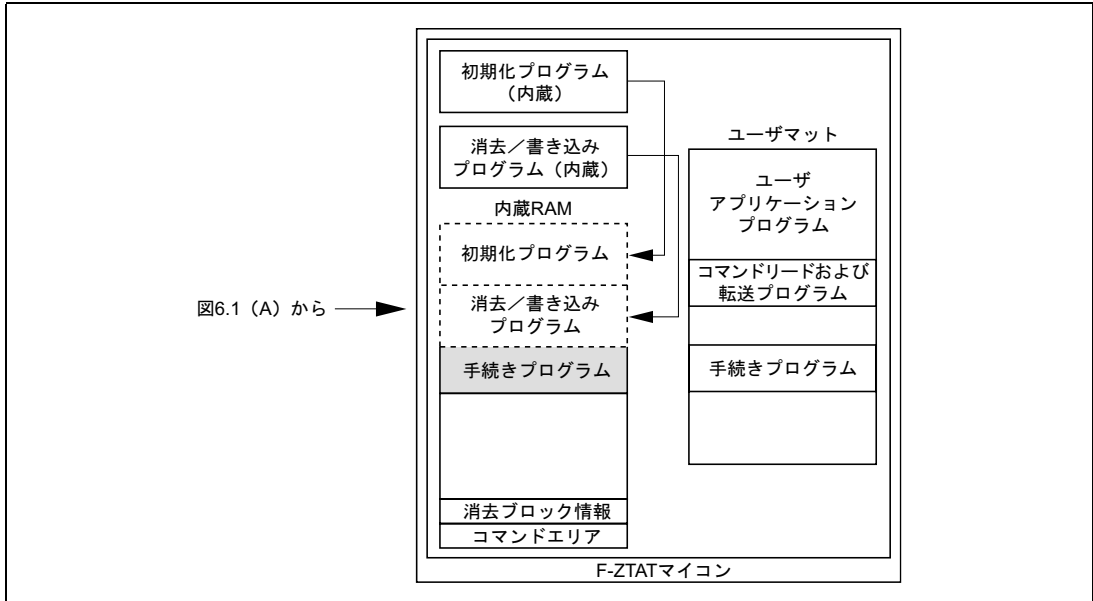 初期化プログラム
（内蔵）
消去／書き込み
プログラム（内蔵）
内蔵RAM
初期化プログラム
消去／書き込み
プログラム
手続きプログラム
消去ブロック情報
コマンドエリア
図6.1（A）から
ユーザマット
ユーザ
アプリケーション
プログラム
コマンドリードおよび
転送プログラム
手続きプログラム
F-ZTATマイコン